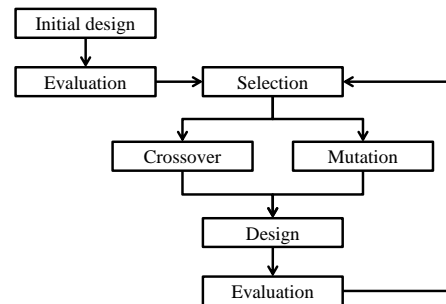 Initial design
Evaluation
Selection
Crossover
Mutation
Design
Evaluation